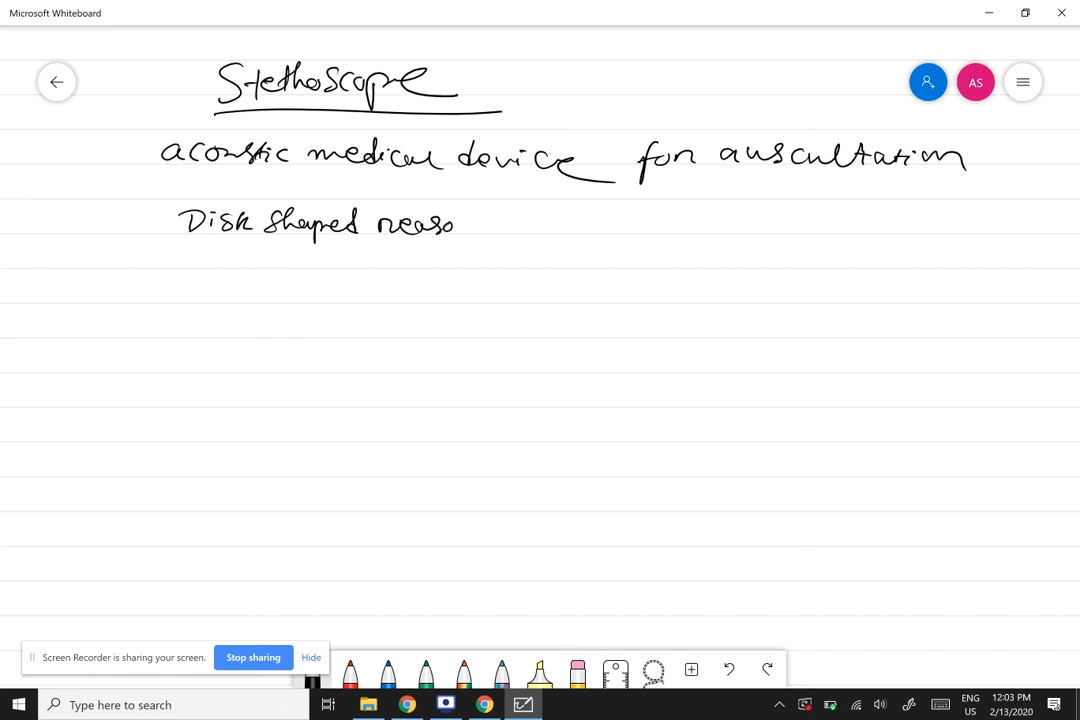 Microsoft Whiteboard
Stethoscope
AS
acoustic medical device for auscultation
Disk shaped reaso
Screen Recorder is sharing your screen. Stop sharing Hide
Type here to search
ENG
US
12:03 PM
2/13/2020